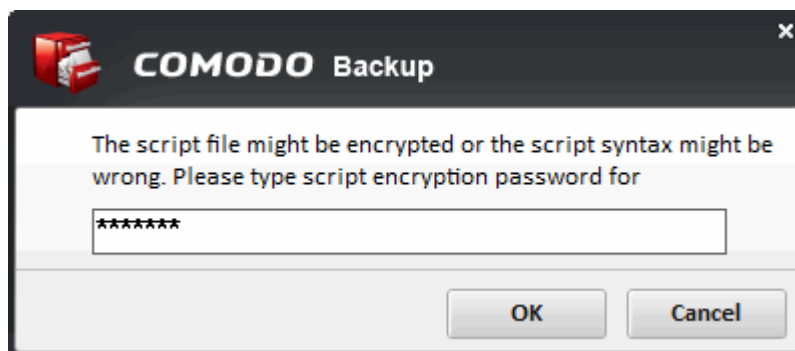 COMODO Backup
The script file might be encrypted or the script syntax might be
wrong. Please type script encryption password for
*******
OK Cancel